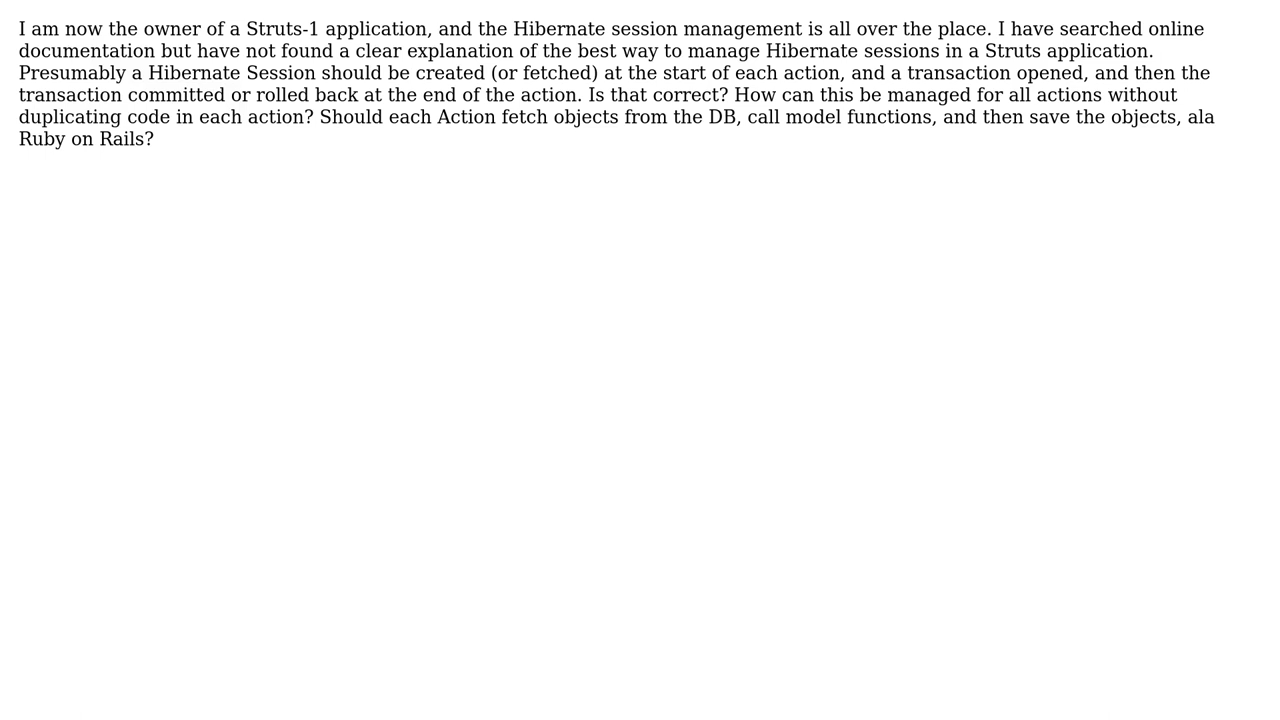 I am now the owner of a Struts-1 application, and the Hibernate session management is all over the place. I have searched online
documentation but have not found a clear explanation of the best way to manage Hibernate sessions in a Struts application.
Presumably a Hibernate Session should be created (or fetched) at the start of each action, and a transaction opened, and then the
transaction committed or rolled back at the end of the action. Is that correct? How can this be managed for all actions without
duplicating code in each action? Should each Action fetch objects from the DB, call model functions, and then save the objects, ala
Ruby on Rails?